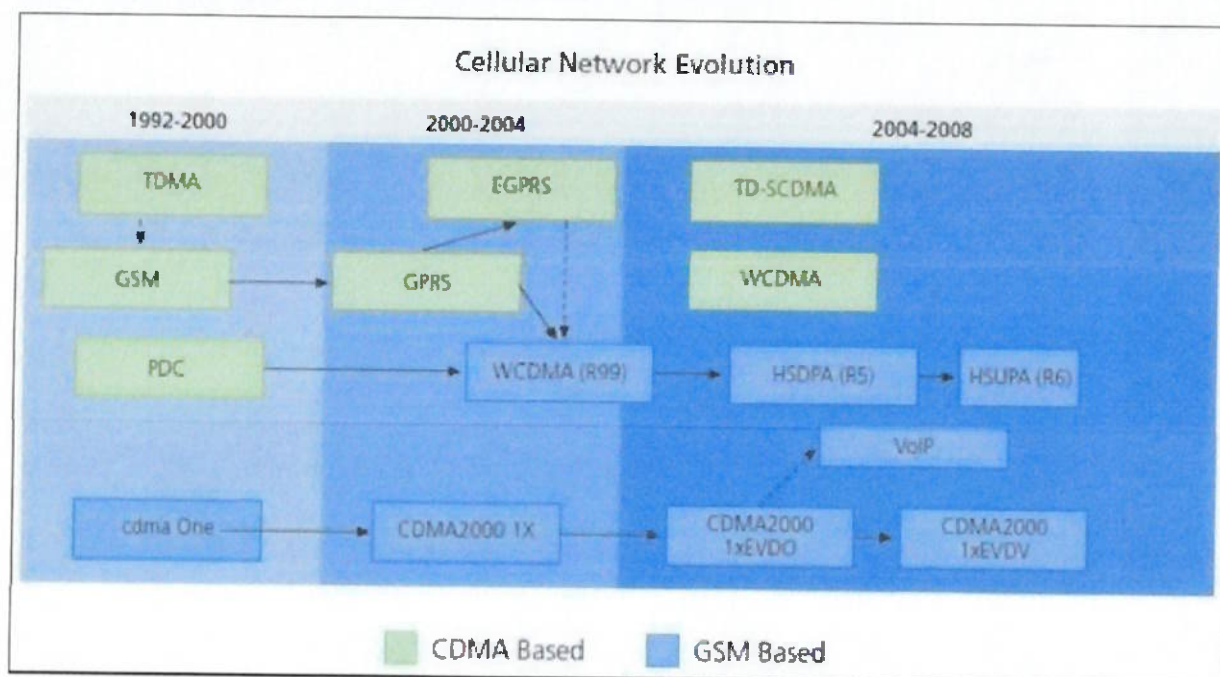 Cellular Network Evolution
1992-2000
2000-2004
2004-2008
TDMA
EGPRS
TD-SCDMA
GSM
GPRS
WCDMA
PDC
WCDMA (R99)
HSDPA (R5)
HSUPA (R6)
VoIP
cdma One
CDMA2000 1X
CDMA2000
1xEVDO
CDMA2000
1xEVDV
CDMA Based
GSM Based